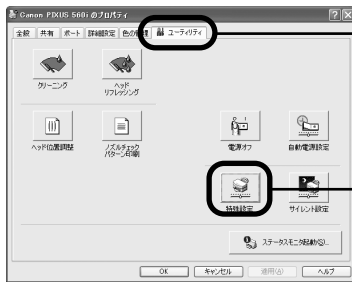 Canon PIXUS 560i のプロパティ
全般 共有 ポート 詳細設定 色の管理 ユーティリティ
クリーニング
ヘッド
リフレッシング
ヘッド位置調整
ノズルチェック
パターン印刷
電源オフ
自動電源設定
特殊設定
サイレント設定
ステータスモニタ起動(S)...
OK キャンセル 適用(A) ヘルプ